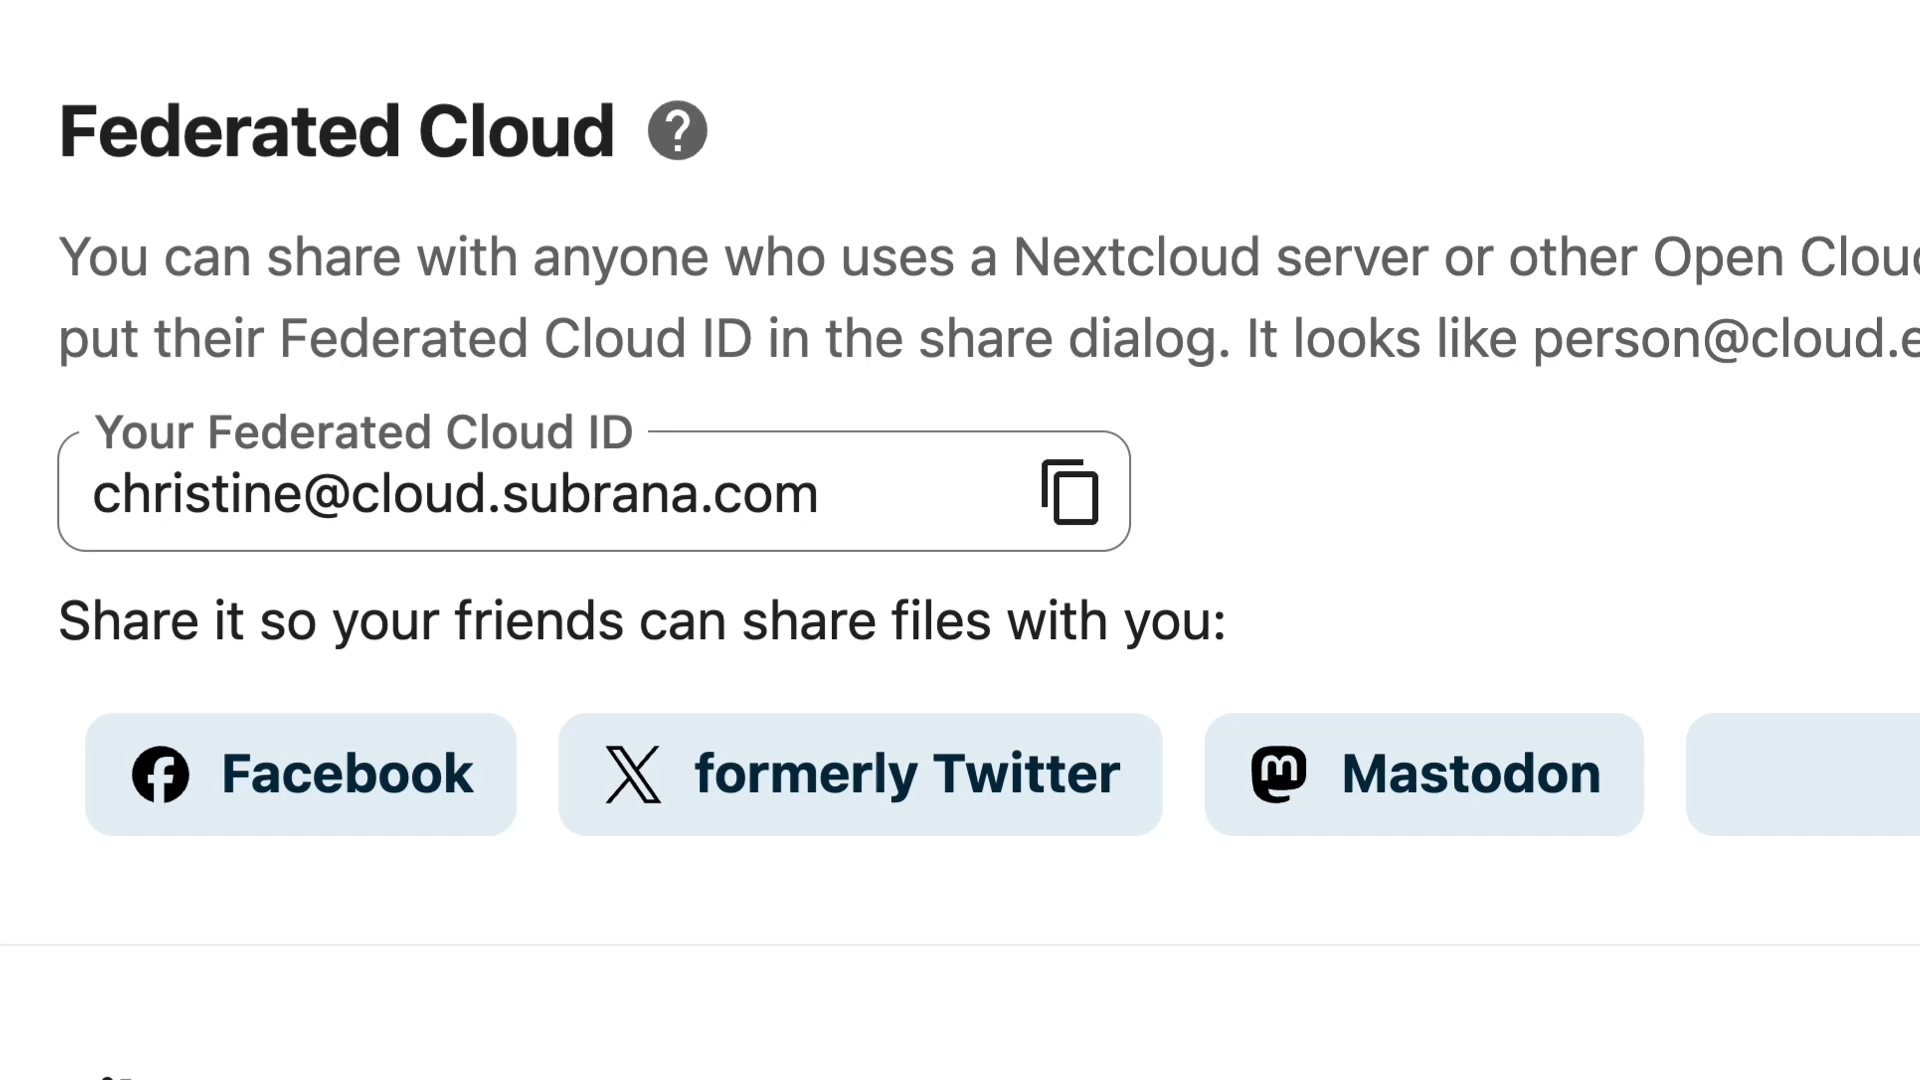 Federated Cloud
You can share with anyone who uses a Nextcloud server or other Open Cloud
put their Federated Cloud ID in the share dialog. It looks like person@cloud.e
Your Federated Cloud ID
christine@cloud.subrana.com
Share it so your friends can share files with you:
Facebook
formerly Twitter
Mastodon